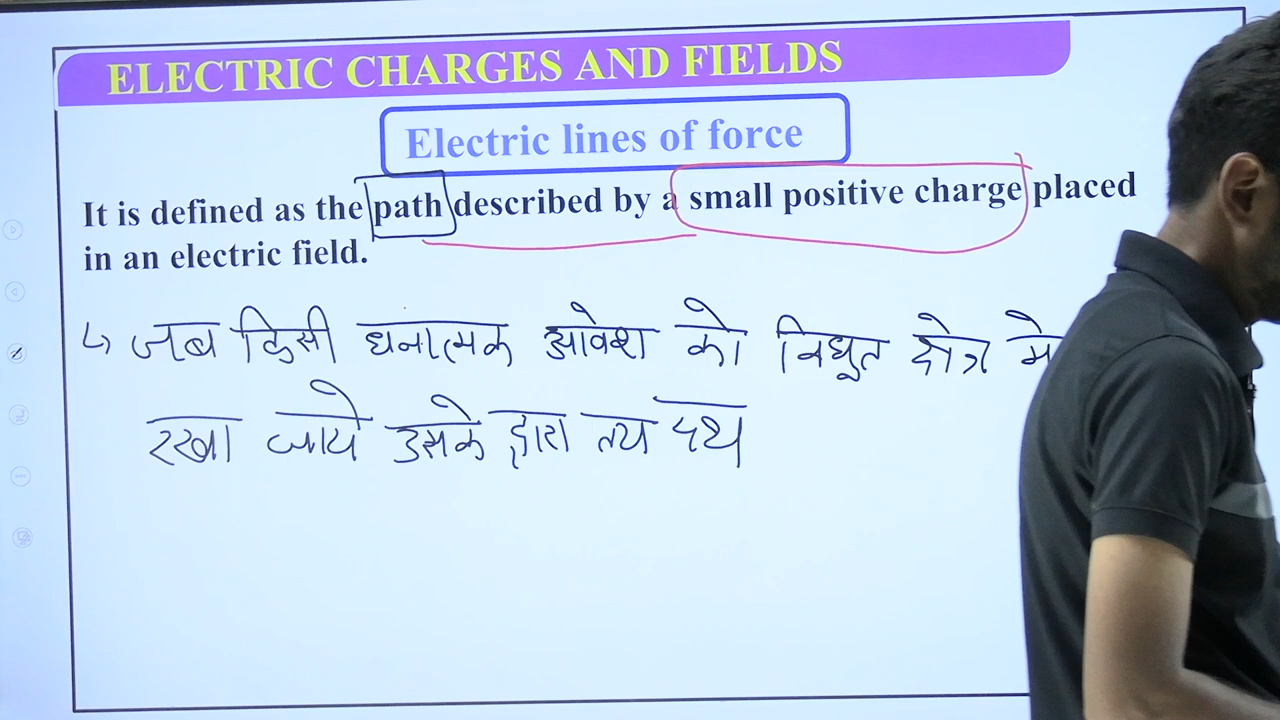 ELECTRIC CHARGES AND FIELDS
Electric lines of force
It is defined as the path described by a small positive charge placed
in an electric field.
↳ जब किसी धनात्मक आवेश को विधुत क्षेत्र मे
रखा जाये उसके द्वारा तय पथ